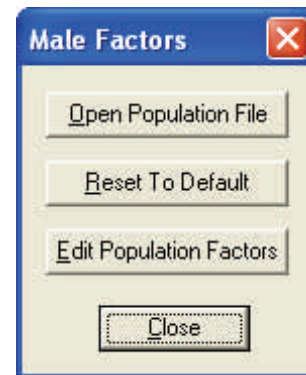 Male Factors
Open Population File
Reset To Default
Edit Population Factors
Close